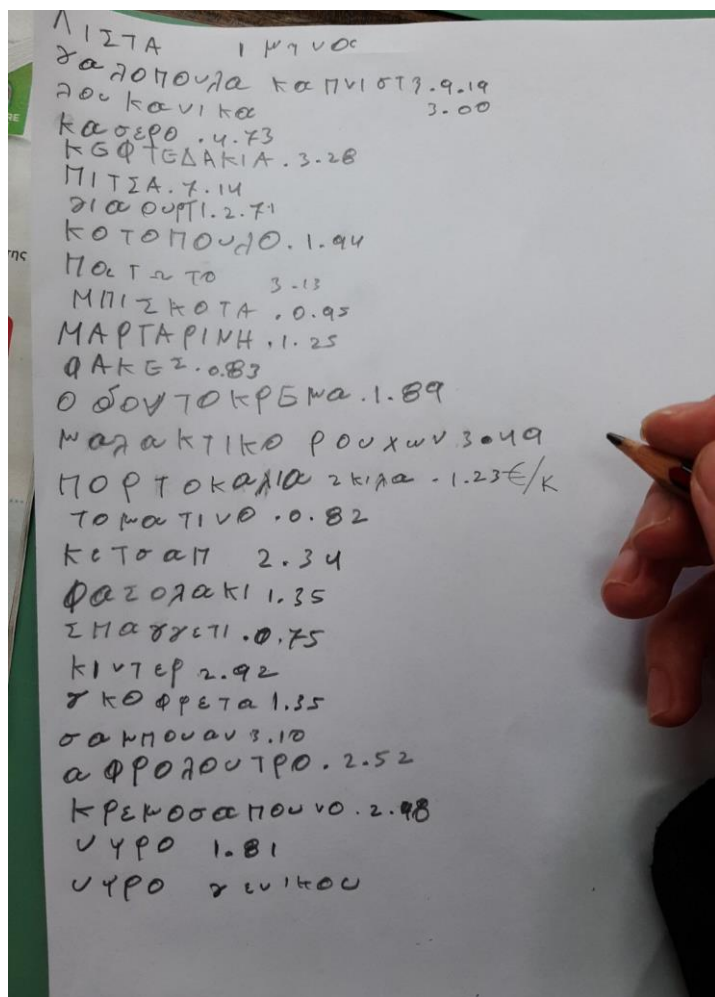 ΛΙΣΤΑ 1 μηνος
γαλοπουλα καπνιστη.9.19
λουκανικα 3.00
κασερο.4.73
ΚΕΦΤΕΔΑΚΙΑ.3.28
ΠΙΤΣΑ.7.14
γιαουρτι.2.71
ΚΟΤΟΠουλο.1.94
Παγωτο 3.13
ΜΠΙΣΚΟΤΑ.0.95
ΜΑΡΓΑΡΙΝΗ.1.25
ΦΑΚΕΣ.0.83
ΟδονΤΟΚΡΕμα.1.89
μαλακτικο ρουχων 3.49
ΠΟΡΤΟΚαλια 2κιλα.1.23€/Κ
τοματινο.0.82
Κετσαπ 2.34
Φασολακι 1.35
Σπαγγετι.0.75
Κιντερ 2.92
γκοφρετα 1.35
σαμπουαν 3.10
αφρολουτρο.2.52
Κρεμοσαπουνο.2.98
υγρο 1.81
υγρο γενικου
της